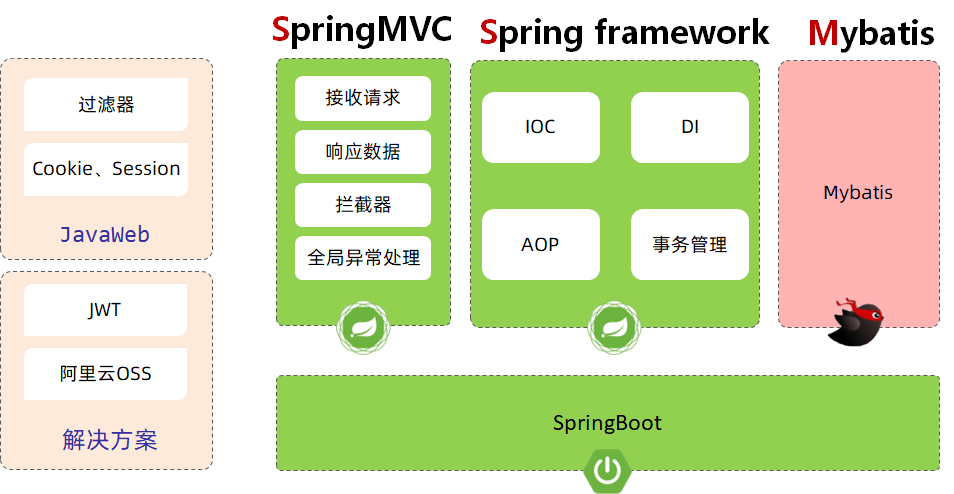 SpringMVC
Spring framework
Mybatis
过滤器
Cookie、Session
JavaWeb
JWT
阿里云OSS
解决方案
接收请求
响应数据
拦截器
全局异常处理
IOC
DI
AOP
事务管理
Mybatis
SpringBoot